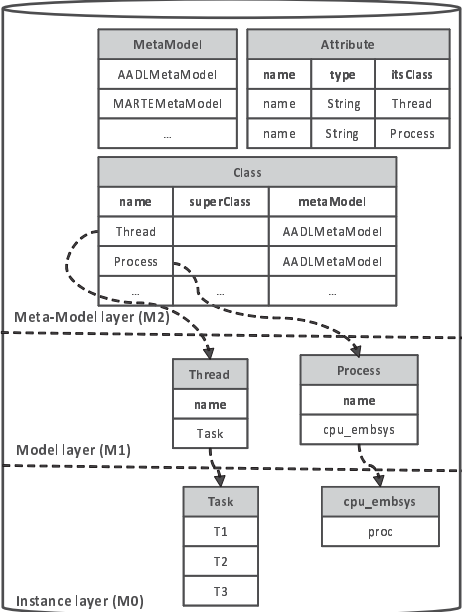 MetaModel
AADLMetaModel
MARTEMetaModel
...
Attribute
name type itsClass
name String Thread
name String Process
Class
name superClass metaModel
Thread AADLMetaModel
Process AADLMetaModel
... ... ...
Meta-Model layer (M2)
Thread
name
Task
Process
name
cpu_embsys
Model layer (M1)
Task
T1
T2
T3
cpu_embsys
proc
Instance layer (M0)